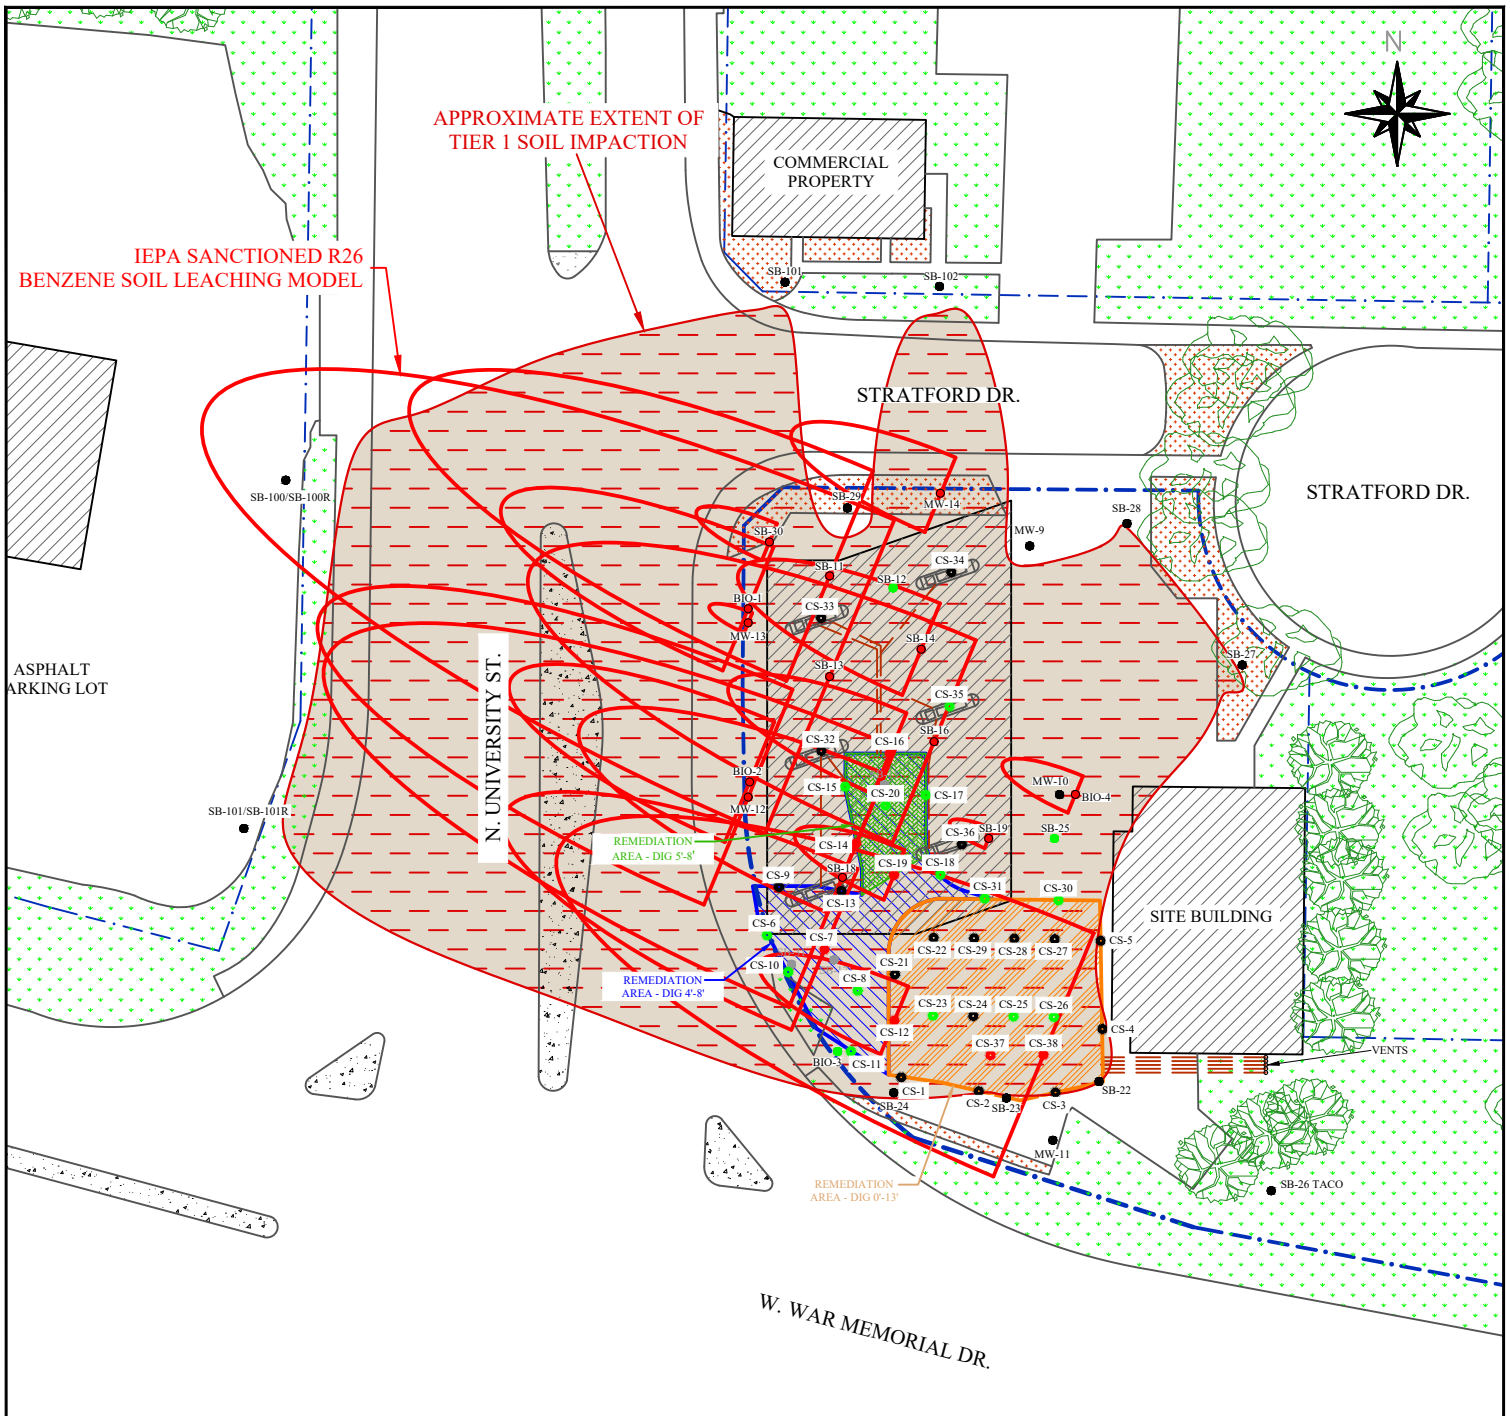 N
APPROXIMATE EXTENT OF
TIER 1 SOIL IMPACTION
COMMERCIAL
PROPERTY
IEPA SANCTIONED R26
BENZENE SOIL LEACHING MODEL
SB-101
SB-102
STRATFORD DR.
STRATFORD DR.
SB-100/SB-100R
SB-29
MW-14
SB-30
MW-9
SB-28
SB-11
SB-12
CS-34
BIO-1
CS-33
MW-13
SB-14
SB-13
SB-27
ASPHALT
ARKING LOT
N. UNIVERSITY ST.
CS-35
SB-16
CS-32
CS-16
BIO-2
CS-15
CS-20
CS-17
MW-10
BIO-4
MW-12
SB-101/SB-101R
REMEDIATION
AREA - DIG 5'-8'
CS-14
CS-36
SB-19
SB-25
CS-9
SB-18
CS-19
CS-18
CS-13
CS-31
CS-30
SITE BUILDING
CS-6
CS-7
CS-22
CS-29
CS-28
CS-27
CS-5
CS-10
CS-21
REMEDIATION
AREA - DIG 4'-8'
CS-8
CS-23
CS-24
CS-25
CS-26
CS-12
CS-4
CS-37
CS-38
VENTS
BIO-3
CS-11
CS-1
SB-24
CS-2
SB-23
CS-3
SB-22
MW-11
REMEDIATION
AREA - DIG 0'-13'
SB-26 TACO
W. WAR MEMORIAL DR.